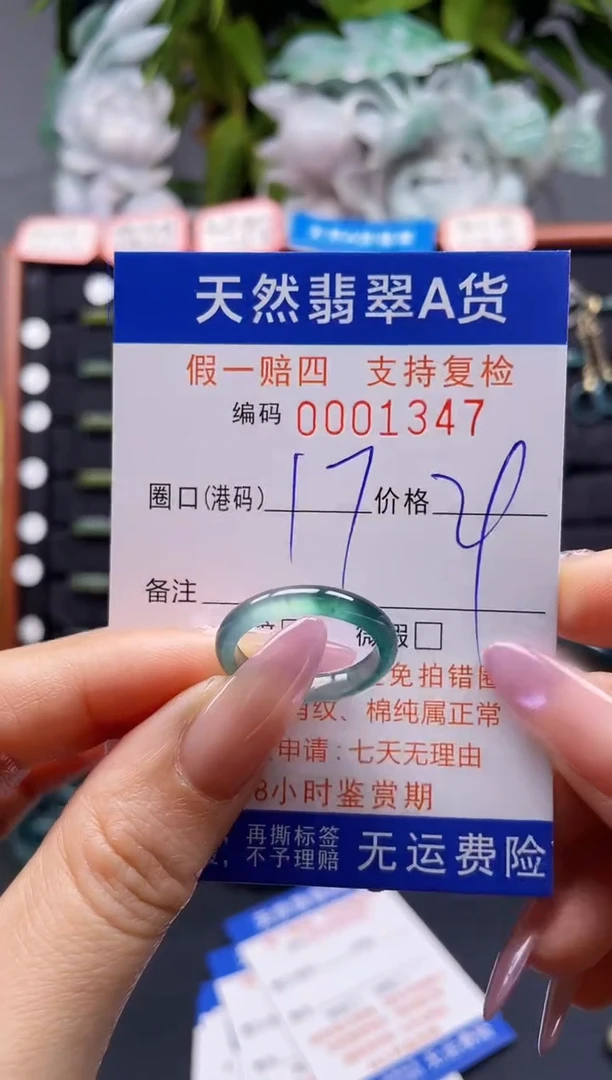 天然翡翠A货
假一赔四 支持复检
编码 0001347
圈口(港码) 17 价格
备注
微瑕□
免拍错圈
纹、棉纯属正常
申请：七天无理由
8小时鉴赏期
再撕标签
，不予理赔
无运费险